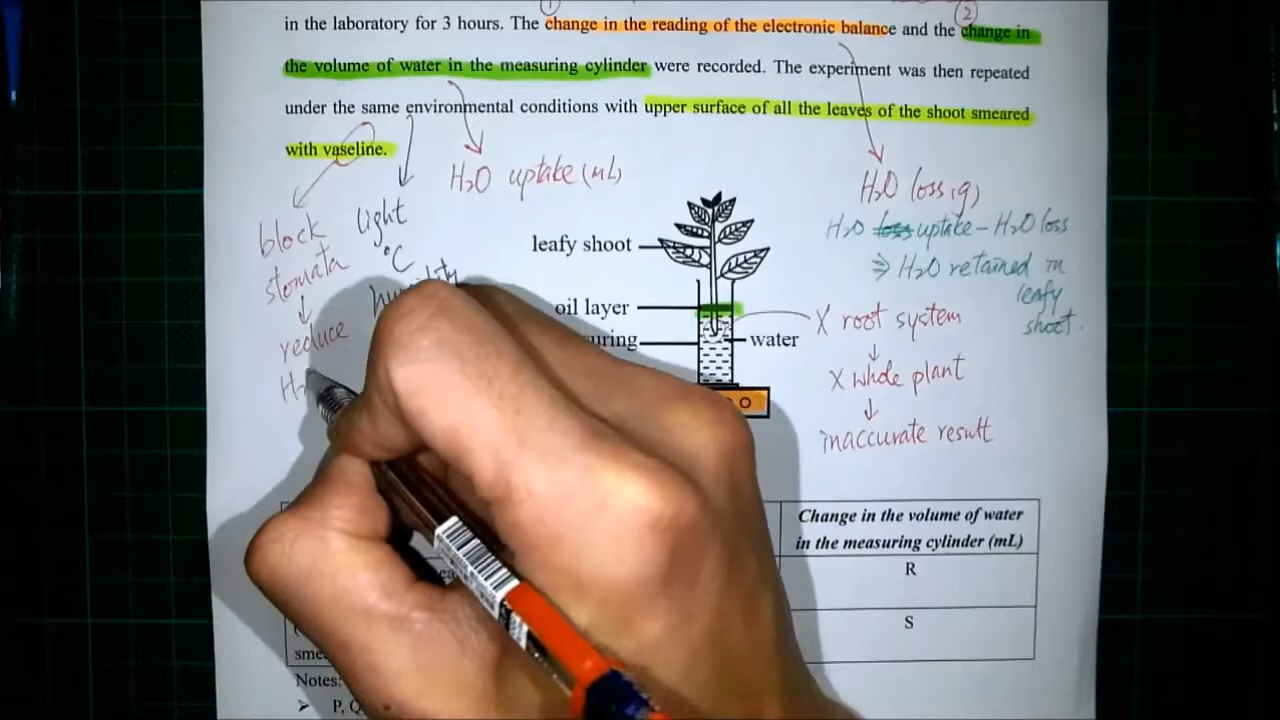 ①
②
in the laboratory for 3 hours. The change in the reading of the electronic balance and the change in
the volume of water in the measuring cylinder were recorded. The experiment was then repeated
under the same environmental conditions with upper surface of all the leaves of the shoot smeared
with vaseline.
H₂O uptake (mL)
H₂O loss (g)
block
stomata
↓
reduce
light
°C
H₂O loss uptake – H₂O loss
⇒ H₂O retained in
leafy
shoot.
leafy shoot
oil layer
water
X root system
↓
X whole plant
↓
inaccurate result
Change in the volume of water
in the measuring cylinder (mL)
R
S
Notes:
➤ P, Q